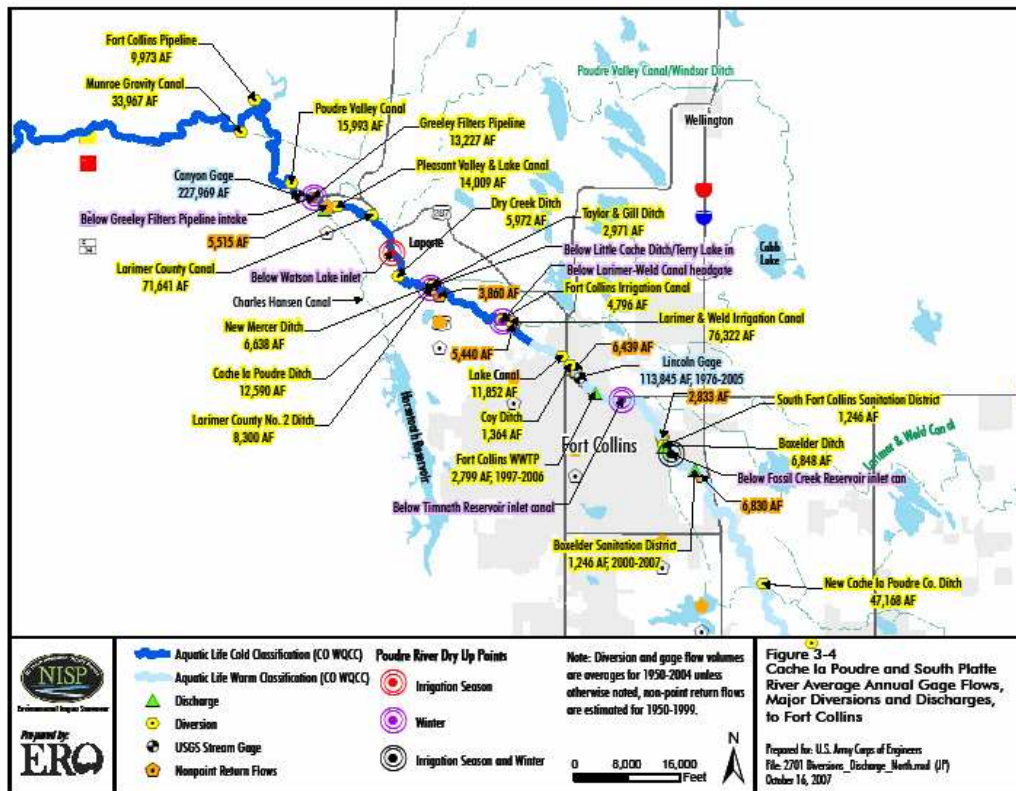 Fort Collins Pipeline
9,973 AF
Munroe Gravity Canal
33,967 AF
Poudre Valley Canal
15,993 AF
Greeley Filters Pipeline
13,227 AF
Poudre Valley Canal/Windsor Ditch
Wellington
Canyon Gage
227,969 AF
Pleasant Valley & Lake Canal
14,009 AF
Below Greeley Filters Pipeline intake
5,515 AF
Dry Creek Ditch
5,972 AF
Taylor & Gill Ditch
2,971 AF
287
Laporte
Larimer County Canal
71,641 AF
Below Watson Lake inlet
Below Little Cache Ditch/Terry Lake in
Below Larimer-Weld Canal headgate
Cobb
Lake
Charles Hansen Canal
3,860 AF
Fort Collins Irrigation Canal
4,796 AF
New Mercer Ditch
6,638 AF
Larimer & Weld Irrigation Canal
76,322 AF
5,440 AF
6,439 AF
Cache la Poudre Ditch
12,590 AF
Lake Canal
11,852 AF
Lincoln Gage
113,845 AF, 1976-2005
Larimer County No. 2 Ditch
8,300 AF
Coy Ditch
1,364 AF
2,833 AF
South Fort Collins Sanitation District
1,246 AF
Horsetooth Reservoir
Fort Collins
Fort Collins WWTP
2,799 AF, 1997-2006
Boxelder Ditch
6,848 AF
Larimer & Weld Canal
Below Fossil Creek Reservoir inlet can
Below Timnath Reservoir inlet canal
6,830 AF
Boxelder Sanitation District
1,246 AF, 2000-2007
New Cache la Poudre Co. Ditch
47,168 AF
NISP
Environmental Impact Statement
Prepared by:
ERO
Aquatic Life Cold Classification (CO WQCC)
Aquatic Life Warm Classification (CO WQCC)
Discharge
Diversion
USGS Stream Gage
Nonpoint Return Flows
Poudre River Dry Up Points
Irrigation Season
Winter
Irrigation Season and Winter
Note: Diversion and gage flow volumes
are averages for 1950-2004 unless
otherwise noted, non-point return flows
are estimated for 1950-1999.
N
0 8,000 16,000
Feet
Figure 3-4
Cache la Poudre and South Platte
River Average Annual Gage Flows,
Major Diversions and Discharges,
to Fort Collins
Prepared for: U.S. Army Corps of Engineers
File: 2701 Diversions_Discharge_North.mxd (JP)
October 16, 2007